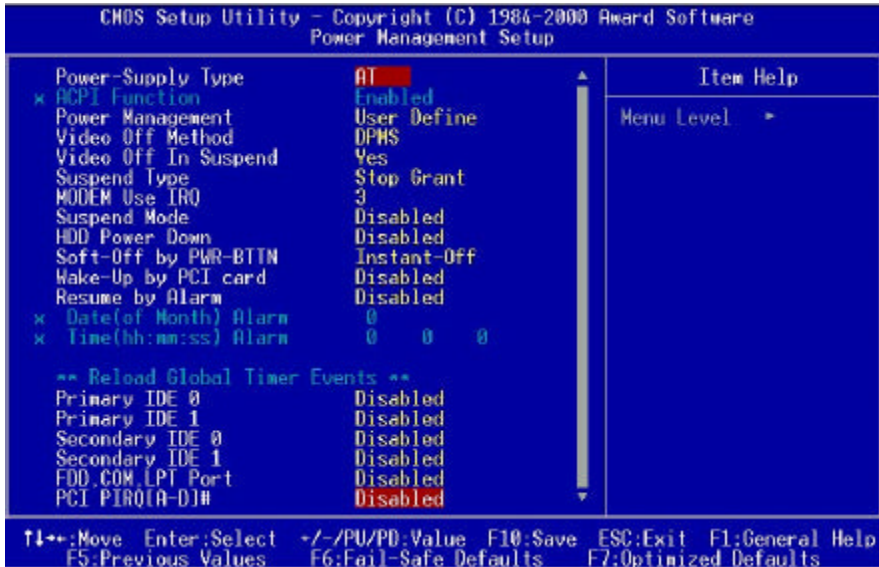 CMOS Setup Utility - Copyright (C) 1984-2000 Award Software
Power Management Setup
Power-Supply Type AT
x ACPI Function Enabled
Power Management User Define
Video Off Method DPMS
Video Off In Suspend Yes
Suspend Type Stop Grant
MODEM Use IRQ 3
Suspend Mode Disabled
HDD Power Down Disabled
Soft-Off by PWR-BTTN Instant-Off
Wake-Up by PCI card Disabled
Resume by Alarm Disabled
x Date(of Month) Alarm 0
x Time(hh:mm:ss) Alarm 0 0 0
** Reload Global Timer Events **
Primary IDE 0 Disabled
Primary IDE 1 Disabled
Secondary IDE 0 Disabled
Secondary IDE 1 Disabled
FDD,COM,LPT Port Disabled
PCI PIRQ[A-D]# Disabled
Item Help
Menu Level ►
↑↓→←:Move Enter:Select +/-/PU/PD:Value F10:Save ESC:Exit F1:General Help
F5:Previous Values F6:Fail-Safe Defaults F7:Optimized Defaults